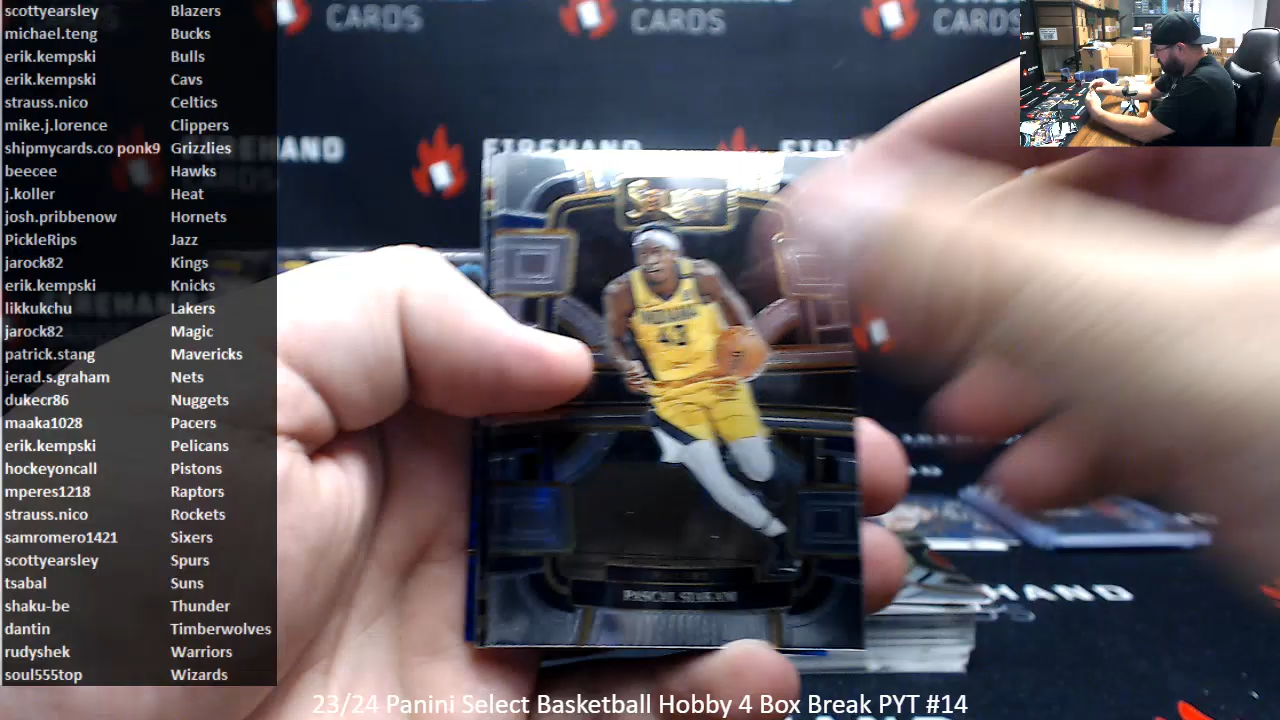 scottyearsley Blazers
michael.teng Bucks
erik.kempski Bulls
erik.kempski Cavs
strauss.nico Celtics
mike.j.lorence Clippers
shipmycards.co ponk9 Grizzlies
beecee Hawks
j.koller Heat
josh.pribbenow Hornets
PickleRips Jazz
jarock82 Kings
erik.kempski Knicks
likkukchu Lakers
jarock82 Magic
patrick.stang Mavericks
jerad.s.graham Nets
dukecr86 Nuggets
maaka1028 Pacers
erik.kempski Pelicans
hockeyoncall Pistons
mperes1218 Raptors
strauss.nico Rockets
samromero1421 Sixers
scottyearsley Spurs
tsabal Suns
shaku-be Thunder
dantin Timberwolves
rudyshek Warriors
soul555top Wizards
CARDS
CARDS
CARDS
FIREHAND
CARDS
INDIANA
43
PASCAL SIAKAM
HAND
23/24 Panini Select Basketball Hobby 4 Box Break PYT #14